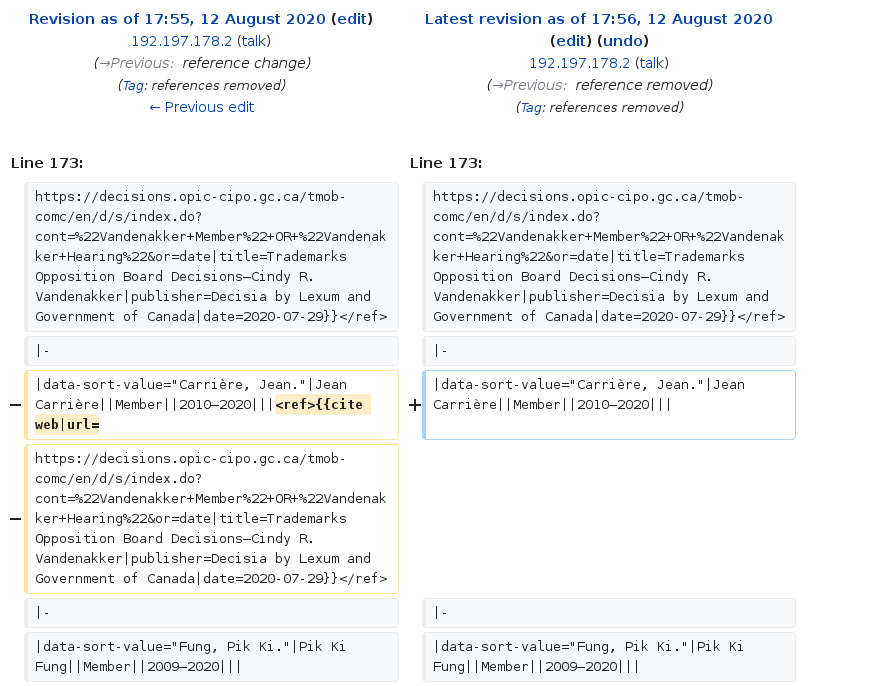 Revision as of 17:55, 12 August 2020 (edit)
192.197.178.2 (talk)
(→Previous: reference change)
(Tag: references removed)
← Previous edit
Latest revision as of 17:56, 12 August 2020
(edit) (undo)
192.197.178.2 (talk)
(→Previous: reference removed)
(Tag: references removed)
Line 173:
Line 173:
https://decisions.opic-cipo.gc.ca/tmob-
comc/en/d/s/index.do?
cont=%22Vandenakker+Member%22+OR+%22Vandenak
ker+Hearing%22&or=date|title=Trademarks
Opposition Board Decisions—Cindy R.
Vandenakker|publisher=Decisia by Lexum and
Government of Canada|date=2020-07-29}}</ref>
https://decisions.opic-cipo.gc.ca/tmob-
comc/en/d/s/index.do?
cont=%22Vandenakker+Member%22+OR+%22Vandenak
ker+Hearing%22&or=date|title=Trademarks
Opposition Board Decisions—Cindy R.
Vandenakker|publisher=Decisia by Lexum and
Government of Canada|date=2020-07-29}}</ref>
|-
|-
−
|data-sort-value="Carrière, Jean."|Jean
Carrière||Member||2010–2020|||<ref>{{cite
web|url=
+
|data-sort-value="Carrière, Jean."|Jean
Carrière||Member||2010–2020|||
−
https://decisions.opic-cipo.gc.ca/tmob-
comc/en/d/s/index.do?
cont=%22Vandenakker+Member%22+OR+%22Vandenak
ker+Hearing%22&or=date|title=Trademarks
Opposition Board Decisions—Cindy R.
Vandenakker|publisher=Decisia by Lexum and
Government of Canada|date=2020-07-29}}</ref>
|-
|-
|data-sort-value="Fung, Pik Ki."|Pik Ki
Fung||Member||2009–2020|||
|data-sort-value="Fung, Pik Ki."|Pik Ki
Fung||Member||2009–2020|||